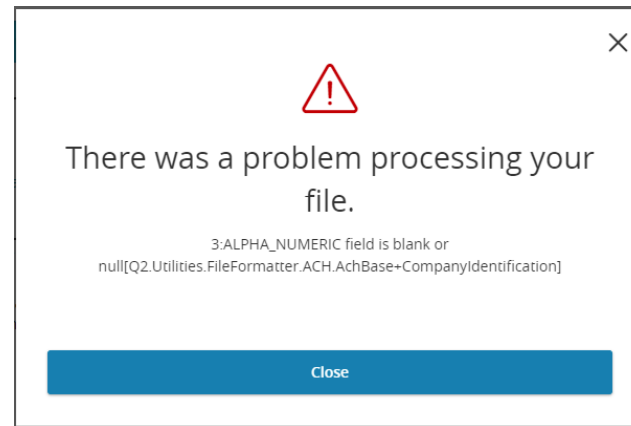 There was a problem processing your
file.
3:ALPHA_NUMERIC field is blank or
null[Q2.Utilities.FileFormatter.ACH.AchBase+CompanyIdentification]
Close